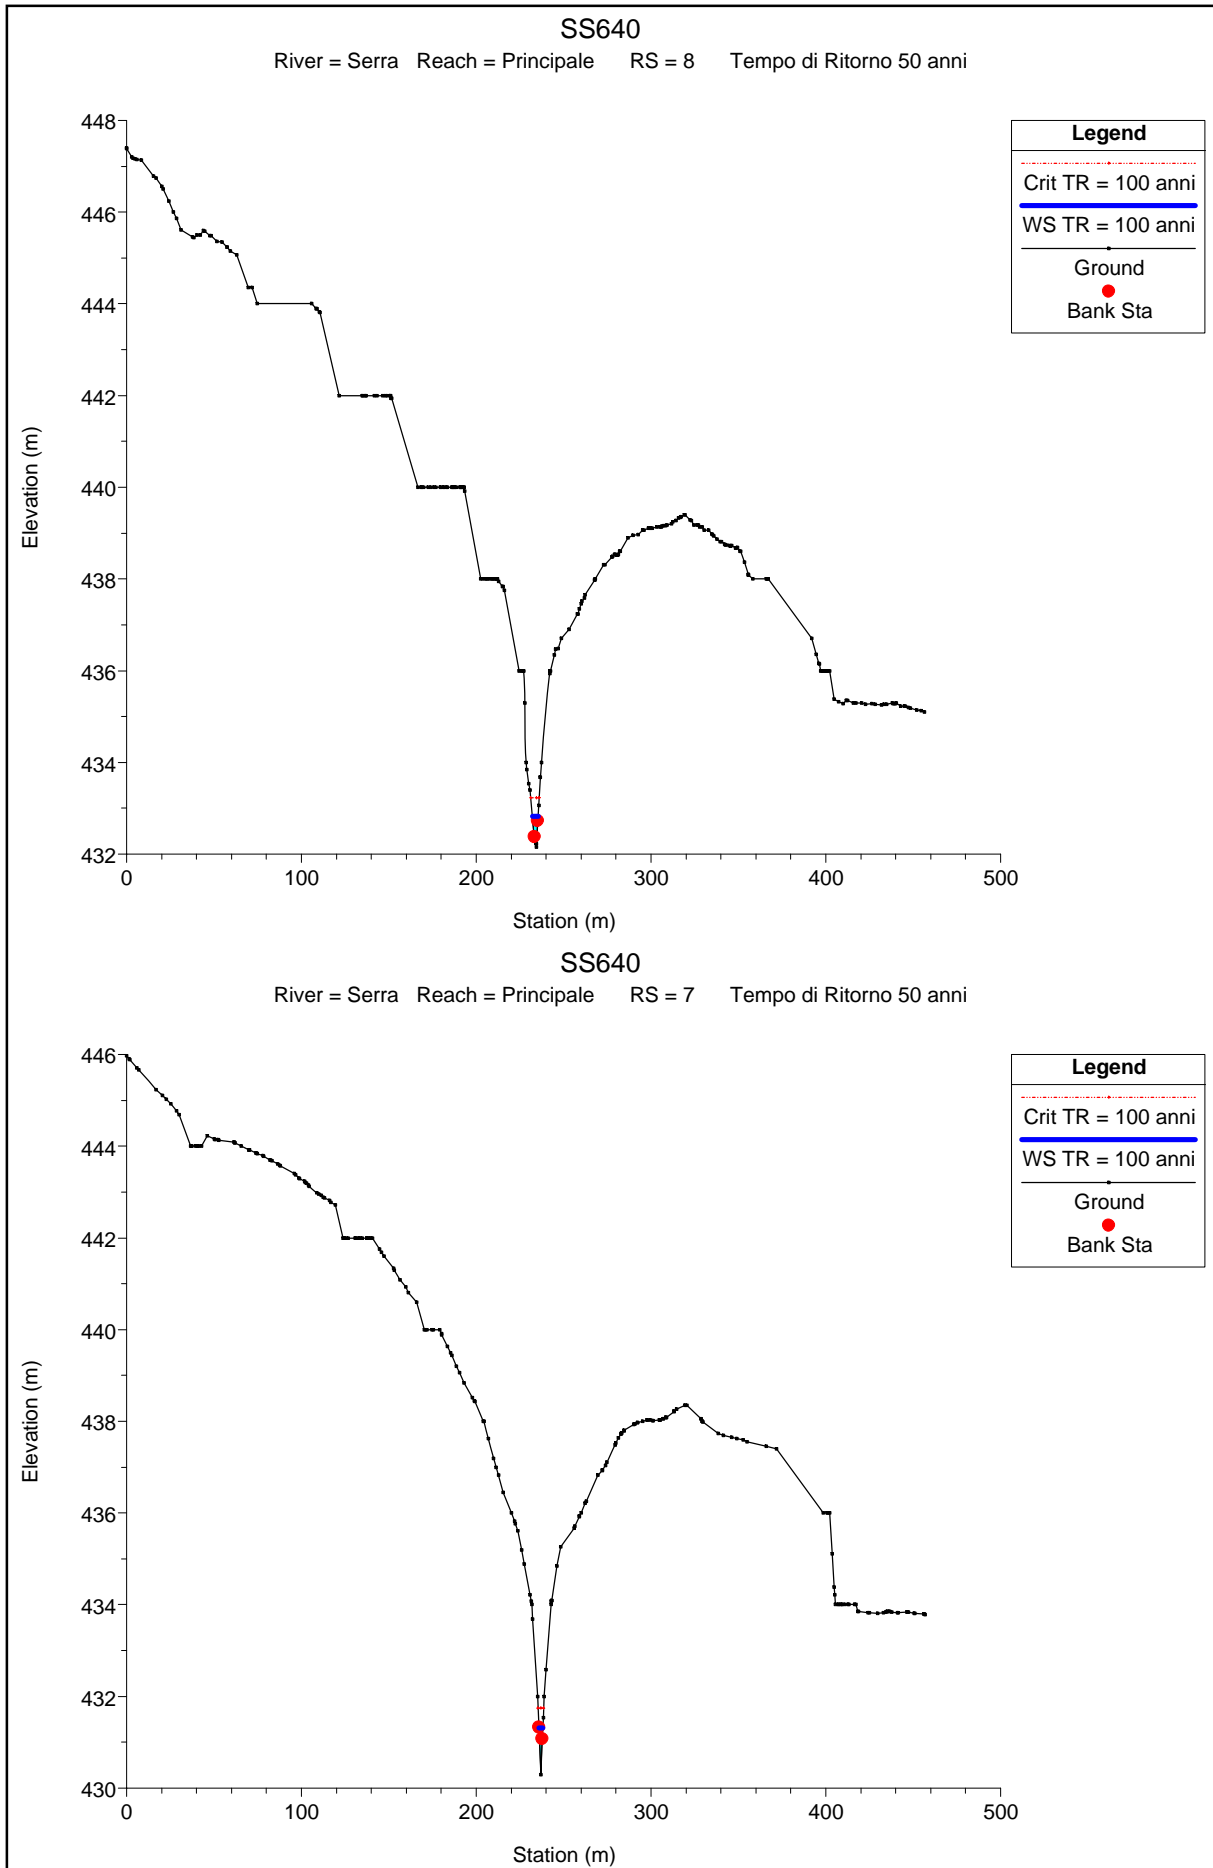 SS640
River = Serra Reach = Principale RS = 8 Tempo di Ritorno 50 anni
448
446
444
442
440
438
436
434
432
Elevation (m)
0 100 200 300 400 500
Station (m)
Legend
Crit TR = 100 anni
WS TR = 100 anni
Ground
Bank Sta
SS640
River = Serra Reach = Principale RS = 7 Tempo di Ritorno 50 anni
446
444
442
440
438
436
434
432
430
Elevation (m)
0 100 200 300 400 500
Station (m)
Legend
Crit TR = 100 anni
WS TR = 100 anni
Ground
Bank Sta